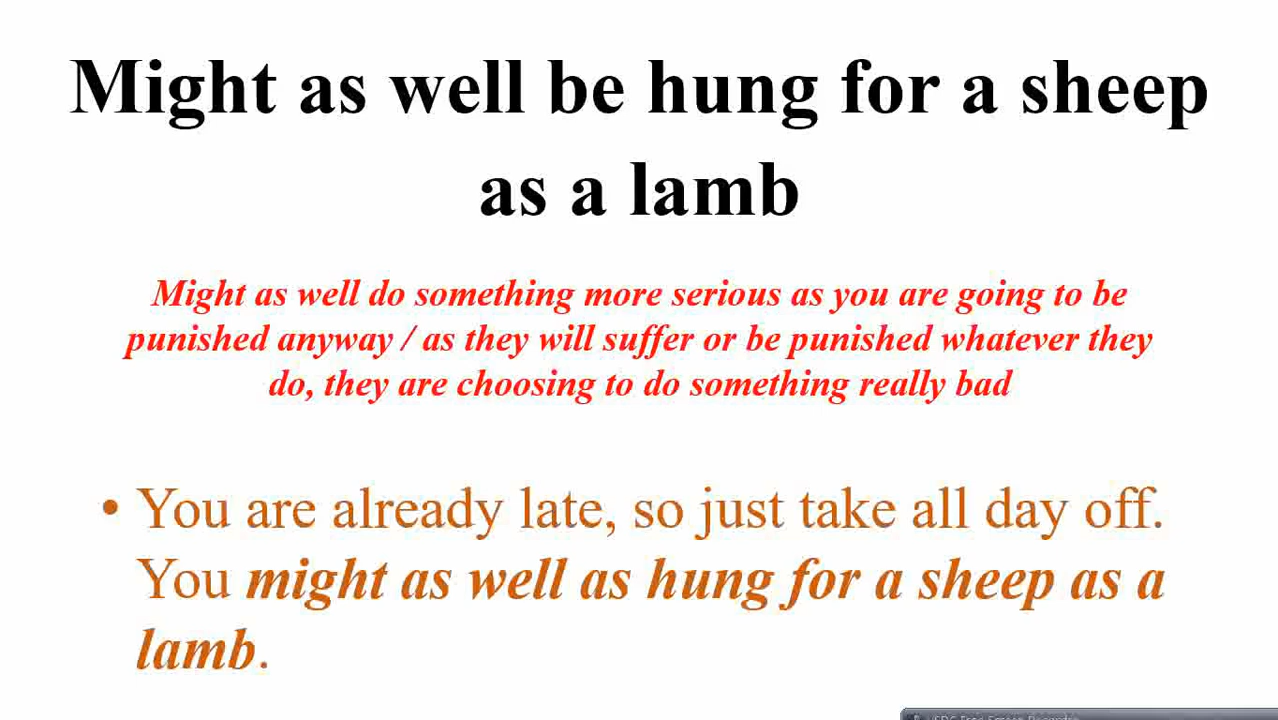 Might as well be hung for a sheep
as a lamb
Might as well do something more serious as you are going to be
punished anyway / as they will suffer or be punished whatever they
do, they are choosing to do something really bad
• You are already late, so just take all day off.
You might as well as hung for a sheep as a
lamb.